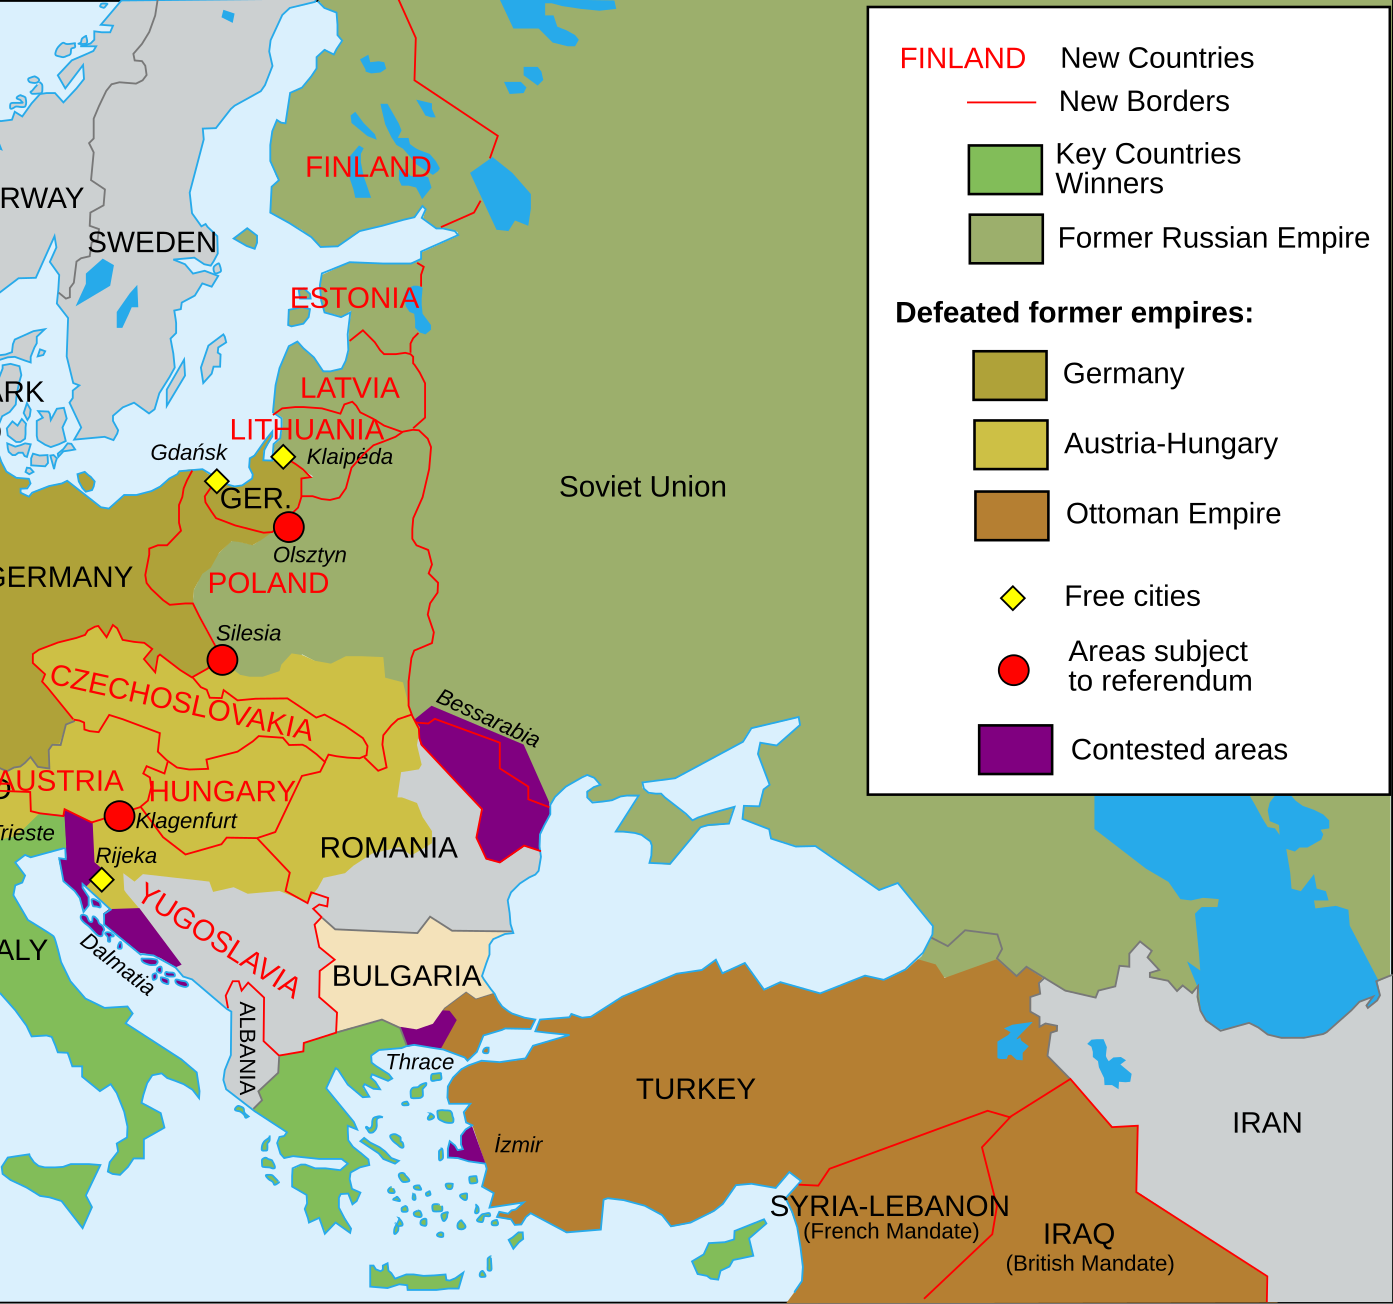 FINLAND New Countries
New Borders
Key Countries
Winners
Former Russian Empire
Defeated former empires:
Germany
Austria-Hungary
Ottoman Empire
Free cities
Areas subject
to referendum
Contested areas
FINLAND
RWAY
SWEDEN
ESTONIA
LATVIA
ARK
LITHUANIA
Gdańsk
Klaipėda
GER.
Soviet Union
Olsztyn
GERMANY
POLAND
Silesia
CZECHOSLOVAKIA
Bessarabia
AUSTRIA
HUNGARY
Klagenfurt
Trieste
ROMANIA
Rijeka
YUGOSLAVIA
ALY
Dalmatia
BULGARIA
ALBANIA
Thrace
TURKEY
İzmir
IRAN
SYRIA-LEBANON
(French Mandate)
IRAQ
(British Mandate)